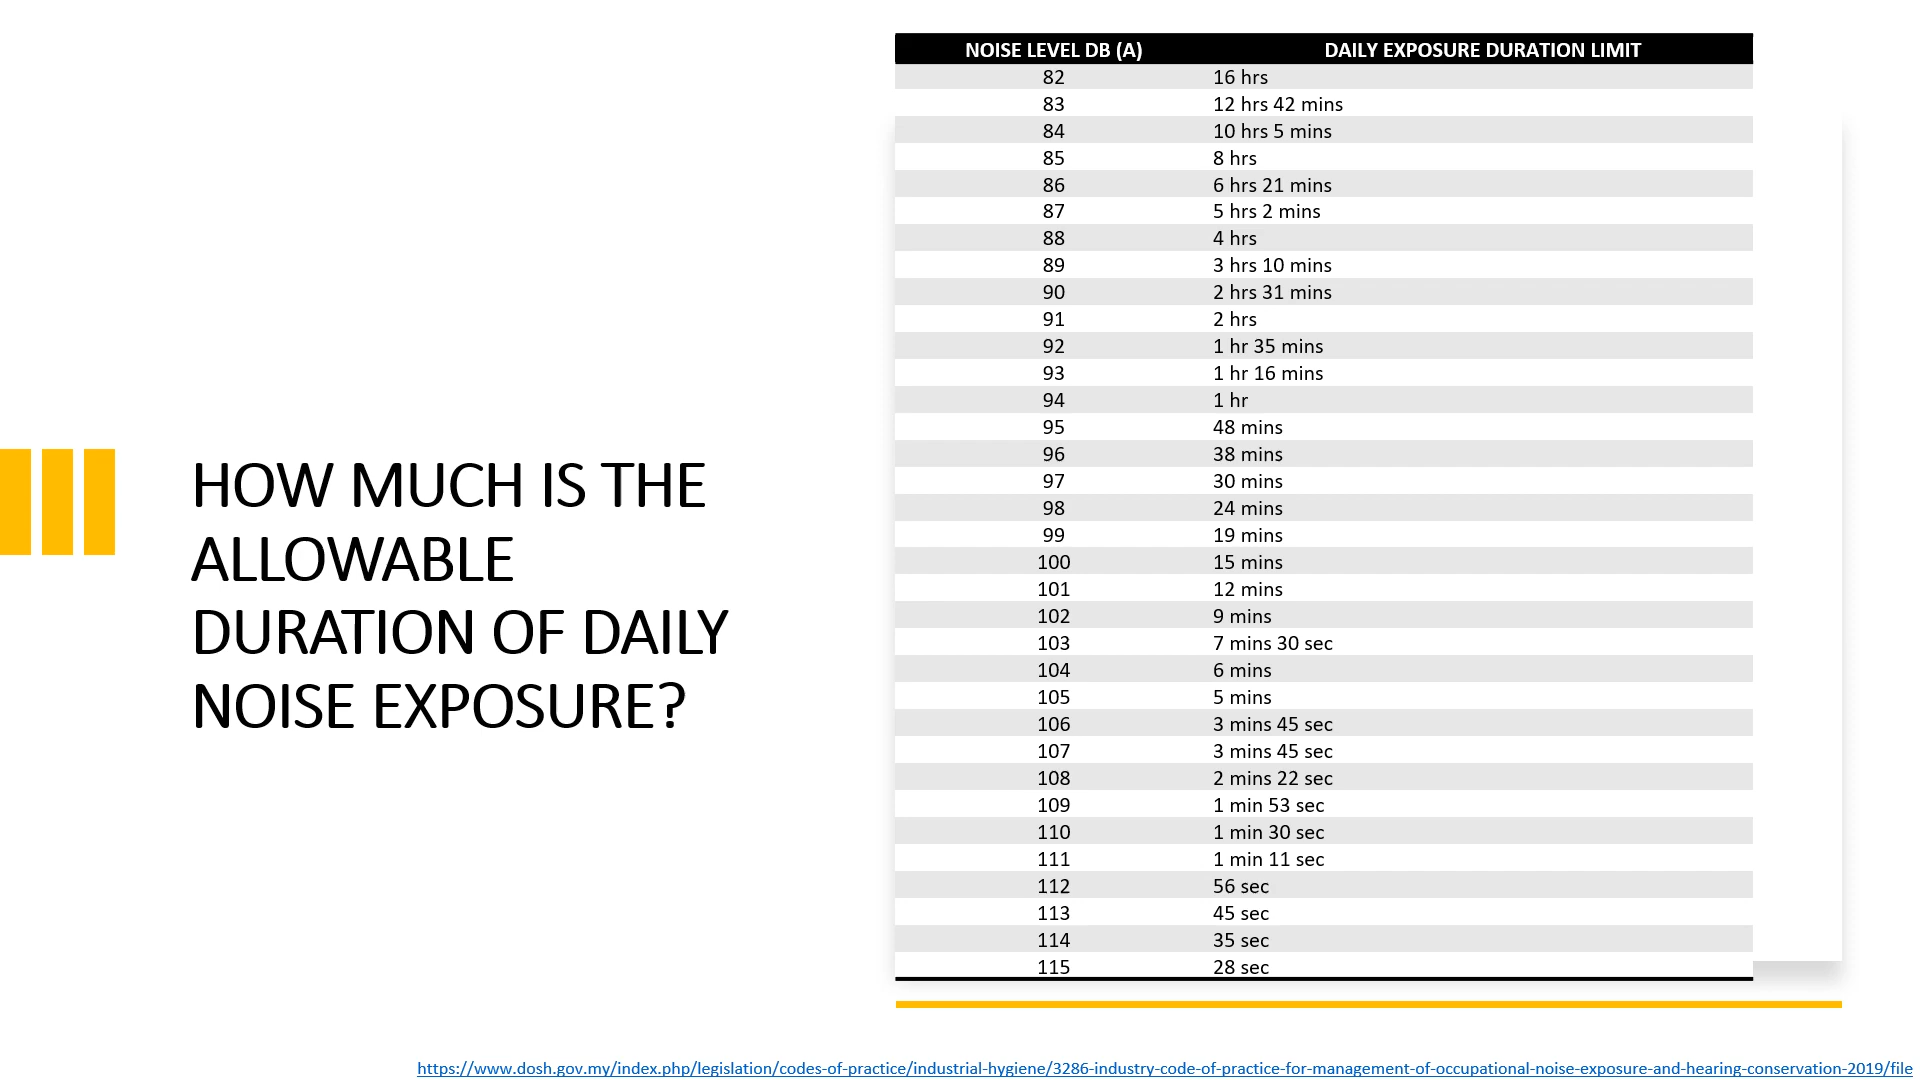 HOW MUCH IS THE
ALLOWABLE
DURATION OF DAILY
NOISE EXPOSURE?
NOISE LEVEL DB (A) DAILY EXPOSURE DURATION LIMIT
82 16 hrs
83 12 hrs 42 mins
84 10 hrs 5 mins
85 8 hrs
86 6 hrs 21 mins
87 5 hrs 2 mins
88 4 hrs
89 3 hrs 10 mins
90 2 hrs 31 mins
91 2 hrs
92 1 hr 35 mins
93 1 hr 16 mins
94 1 hr
95 48 mins
96 38 mins
97 30 mins
98 24 mins
99 19 mins
100 15 mins
101 12 mins
102 9 mins
103 7 mins 30 sec
104 6 mins
105 5 mins
106 3 mins 45 sec
107 3 mins 45 sec
108 2 mins 22 sec
109 1 min 53 sec
110 1 min 30 sec
111 1 min 11 sec
112 56 sec
113 45 sec
114 35 sec
115 28 sec
https://www.dosh.gov.my/index.php/legislation/codes-of-practice/industrial-hygiene/3286-industry-code-of-practice-for-management-of-occupational-noise-exposure-and-hearing-conservation-2019/file